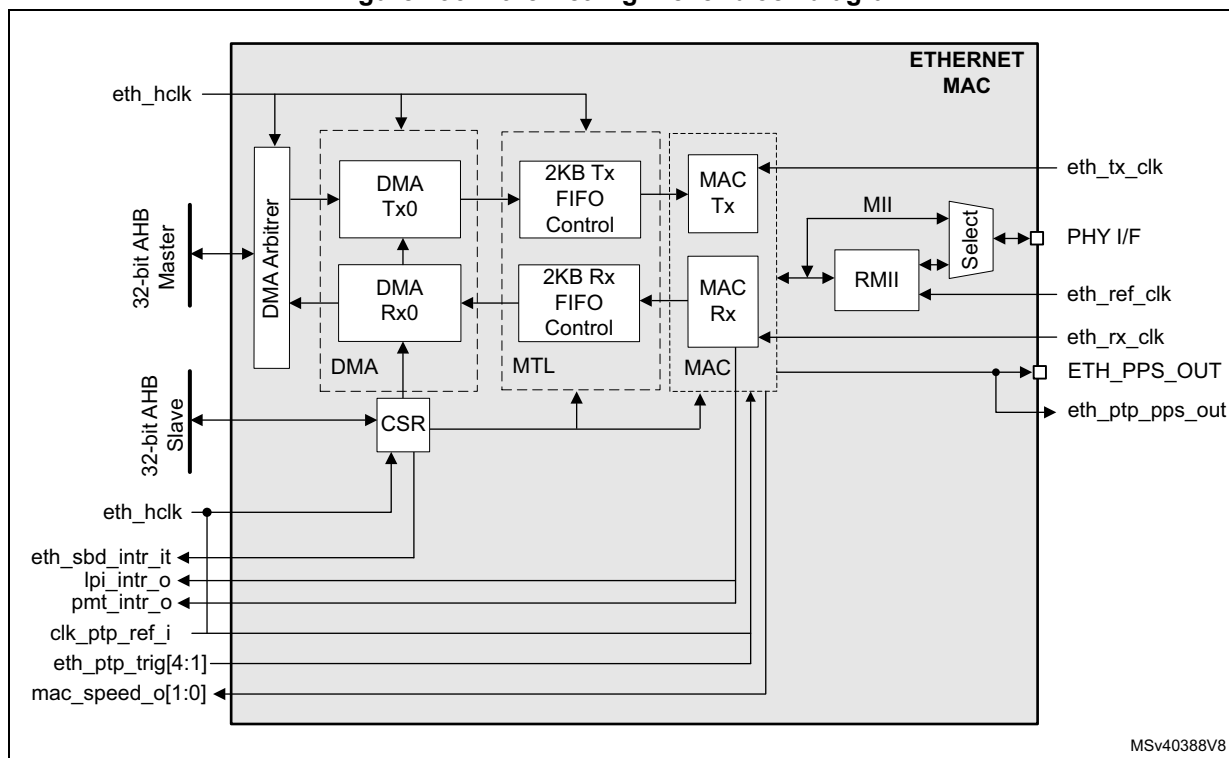 ETHERNET
MAC
eth_hclk
DMA Arbitrer
32-bit AHB
Master
DMA
Tx0
2KB Tx
FIFO
Control
MAC
Tx
eth_tx_clk
MII
Select
PHY I/F
DMA
Rx0
2KB Rx
FIFO
Control
MAC
Rx
RMII
eth_ref_clk
eth_rx_clk
DMA
MTL
MAC
ETH_PPS_OUT
eth_ptp_pps_out
32-bit AHB
Slave
CSR
eth_hclk
eth_sbd_intr_it
lpi_intr_o
pmt_intr_o
clk_ptp_ref_i
eth_ptp_trig[4:1]
mac_speed_o[1:0]
MSv40388V8